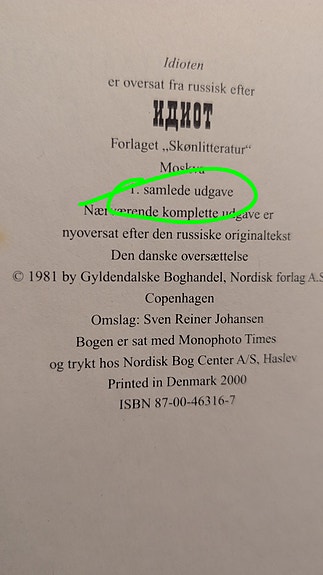 Idioten
er oversat fra russisk efter
ИДИОТ
Forlaget „Skønlitteratur“
Moskva
1. samlede udgave
Nærværende komplette udgave er
nyoversat efter den russiske originaltekst
Den danske oversættelse
© 1981 by Gyldendalske Boghandel, Nordisk forlag A.S
Copenhagen
Omslag: Sven Reiner Johansen
Bogen er sat med Monophoto Times
og trykt hos Nordisk Bog Center A/S, Haslev
Printed in Denmark 2000
ISBN 87-00-46316-7